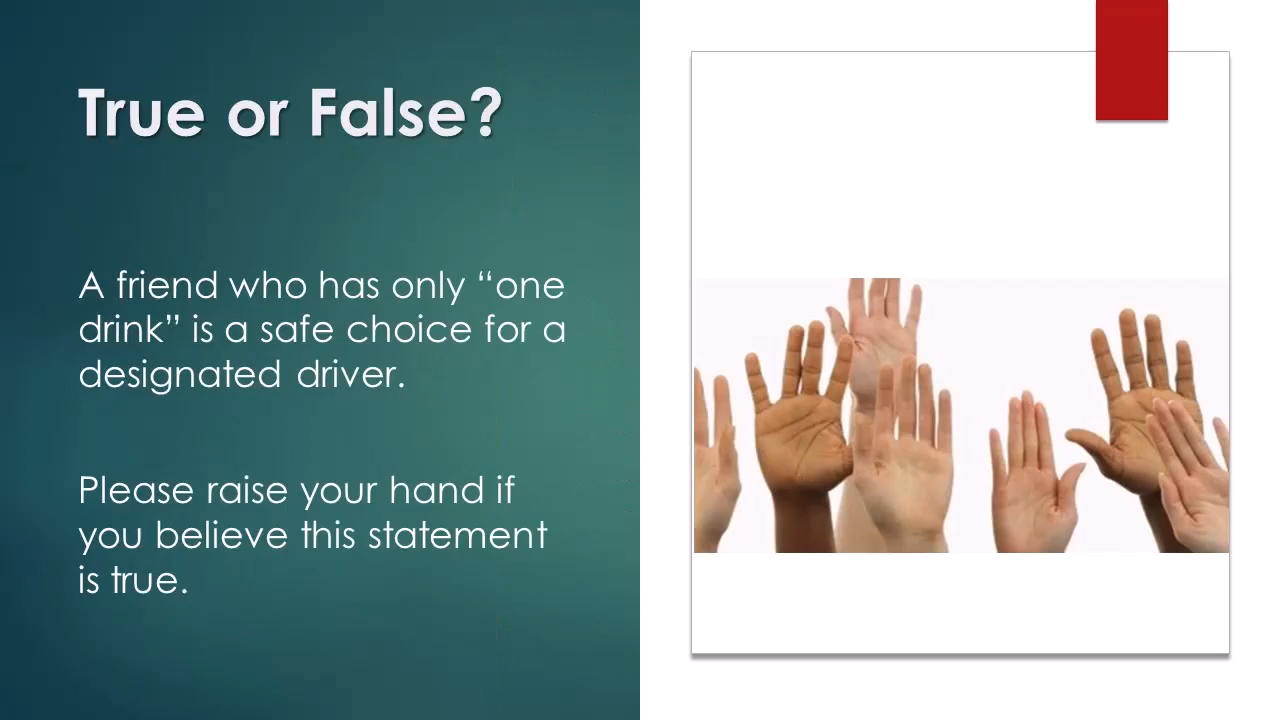 True or False?
A friend who has only “one
drink” is a safe choice for a
designated driver.
Please raise your hand if
you believe this statement
is true.